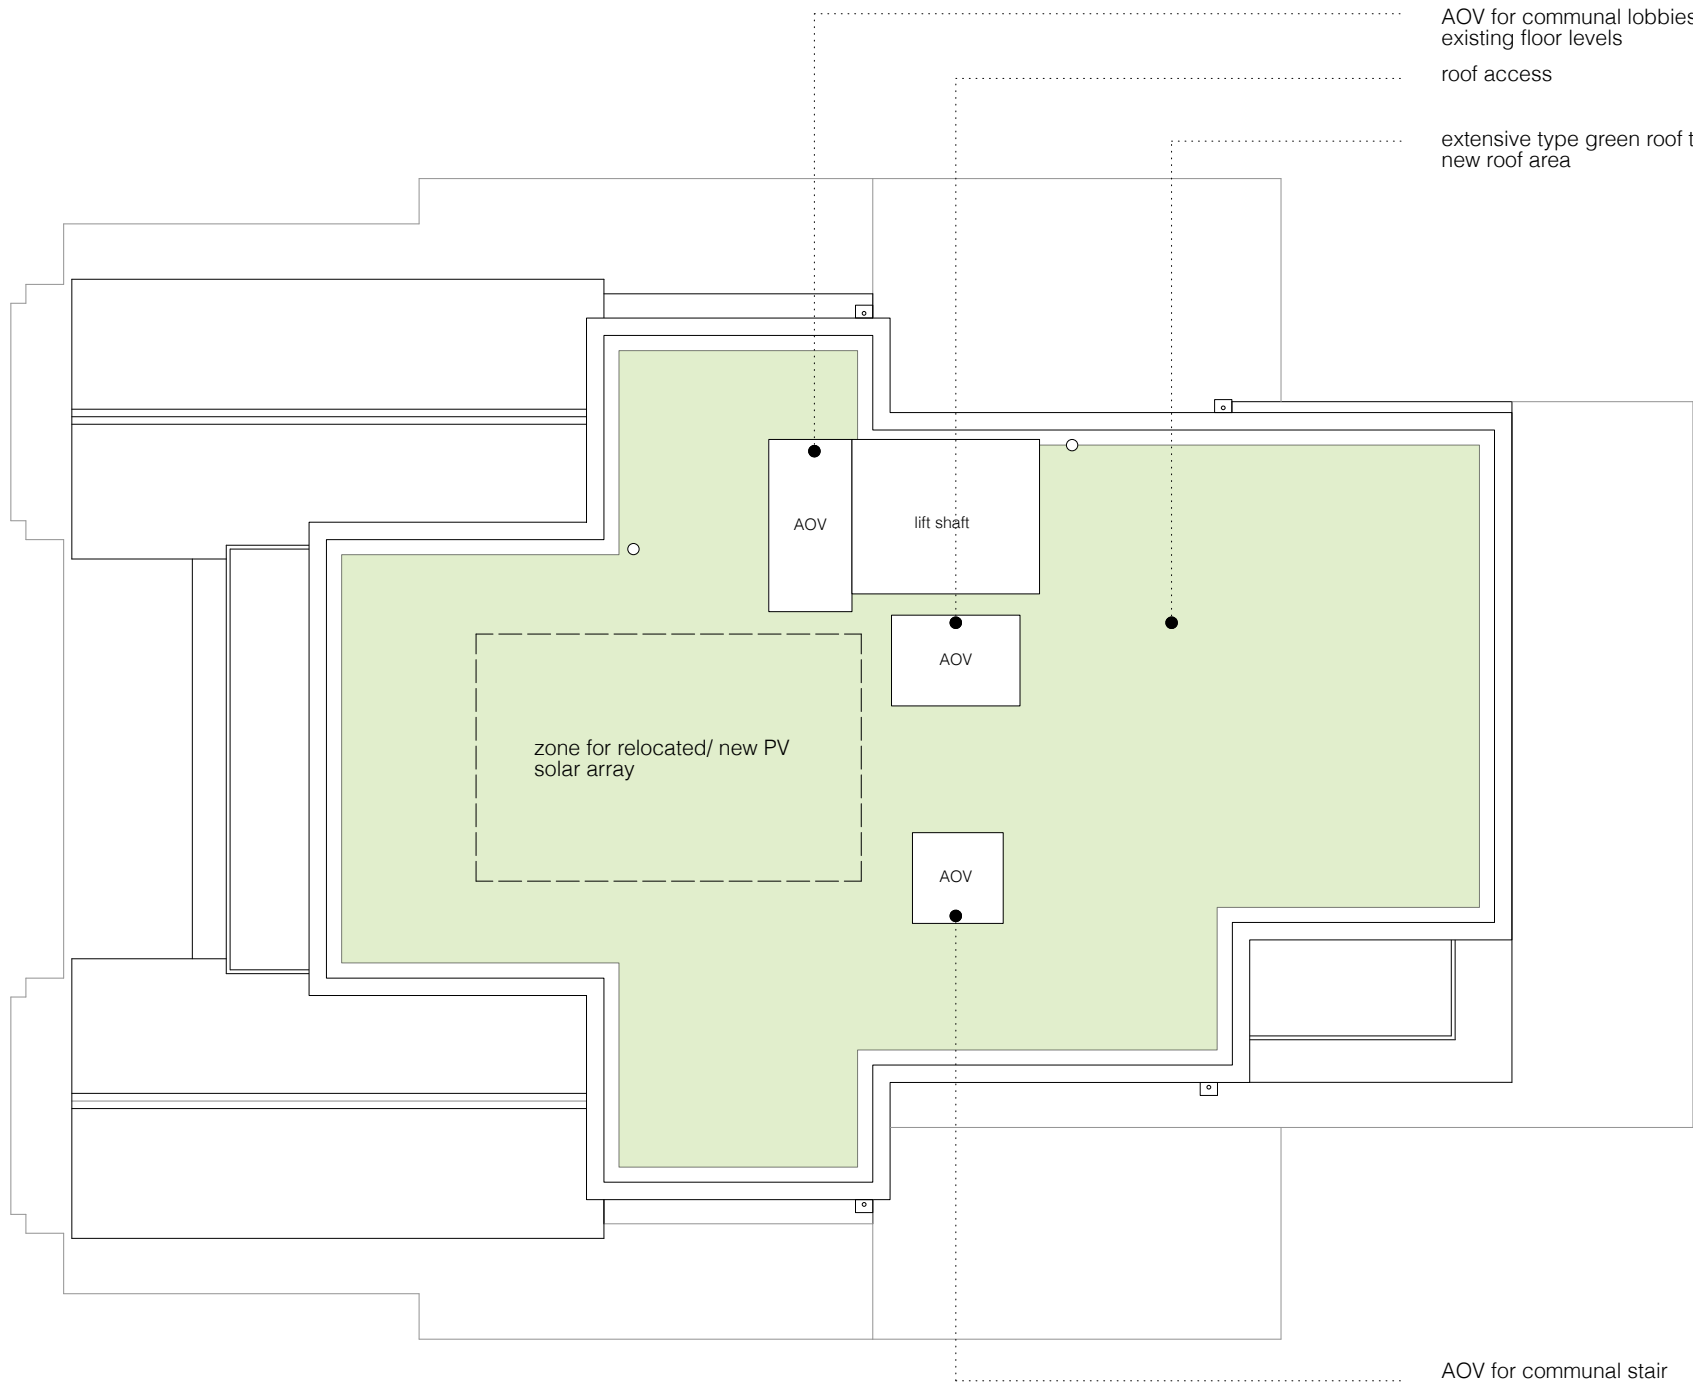 AOV for communal lobbies
existing floor levels
roof access
extensive type green roof t
new roof area
AOV
lift shaft
AOV
zone for relocated/ new PV
solar array
AOV
AOV for communal stair